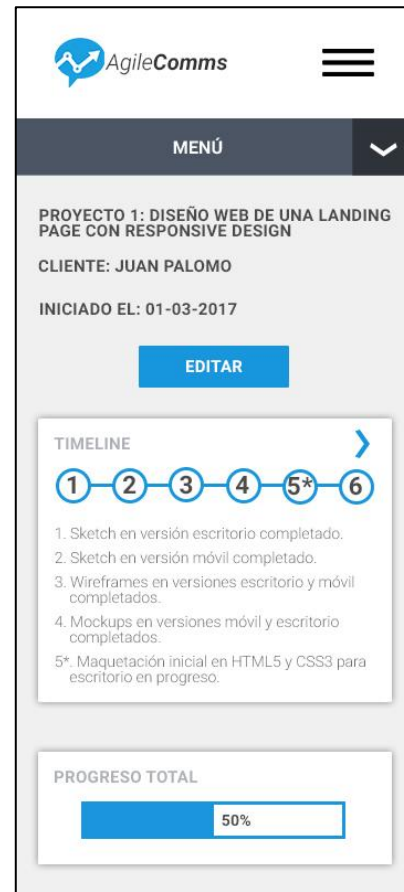 AgileComms
MENÚ
PROYECTO 1: DISEÑO WEB DE UNA LANDING
PAGE CON RESPONSIVE DESIGN
CLIENTE: JUAN PALOMO
INICIADO EL: 01-03-2017
EDITAR
TIMELINE
1 2 3 4 5* 6
1. Sketch en versión escritorio completado.
2. Sketch en versión móvil completado.
3. Wireframes en versiones escritorio y móvil
completados.
4. Mockups en versiones móvil y escritorio
completados.
5*. Maquetación inicial en HTML5 y CSS3 para
escritorio en progreso.
PROGRESO TOTAL
50%